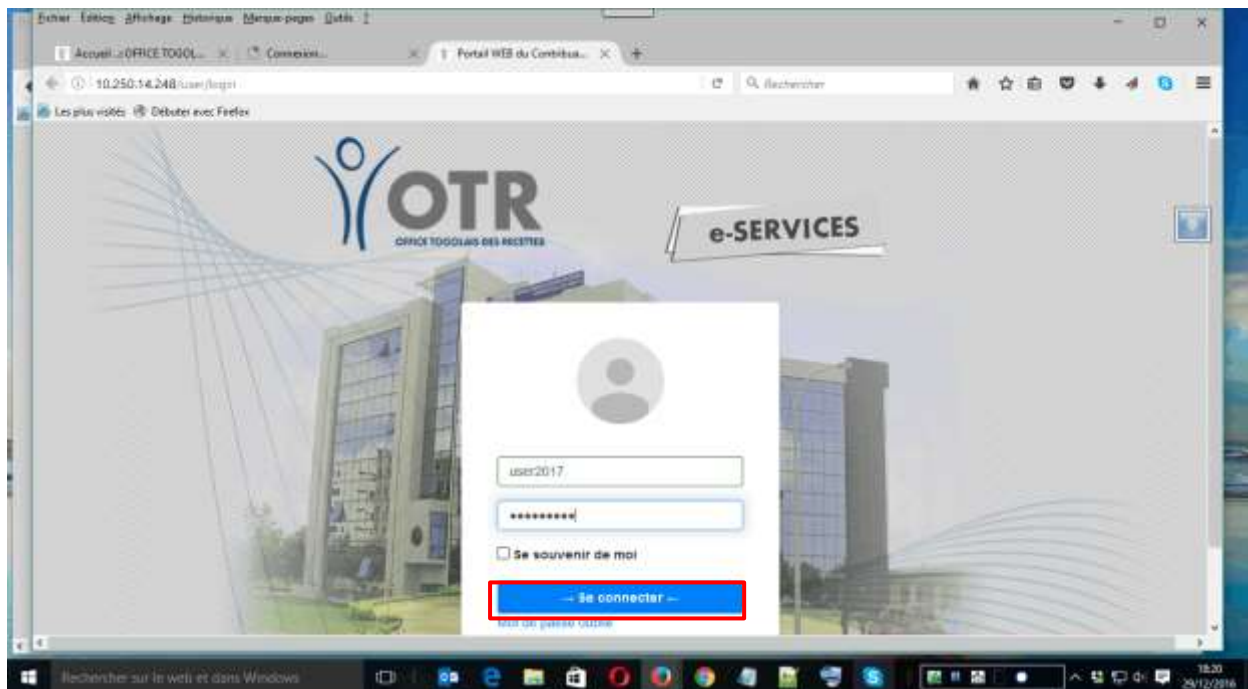 Fichier Édition Affichage Historique Marque-pages Outils ?
Accueil ..: OFFICE TOGOL...
Connexion...
Portail WEB du Contribua...
10.250.14.248/user/login
Rechercher
Les plus visités Débuter avec Firefox
OTR
OFFICE TOGOLAIS DES RECETTES
e-SERVICES
user2017
•••••••••
Se souvenir de moi
Se connecter
Mot de passe oublié
Rechercher sur le web et dans Windows
18:20
29/12/2016